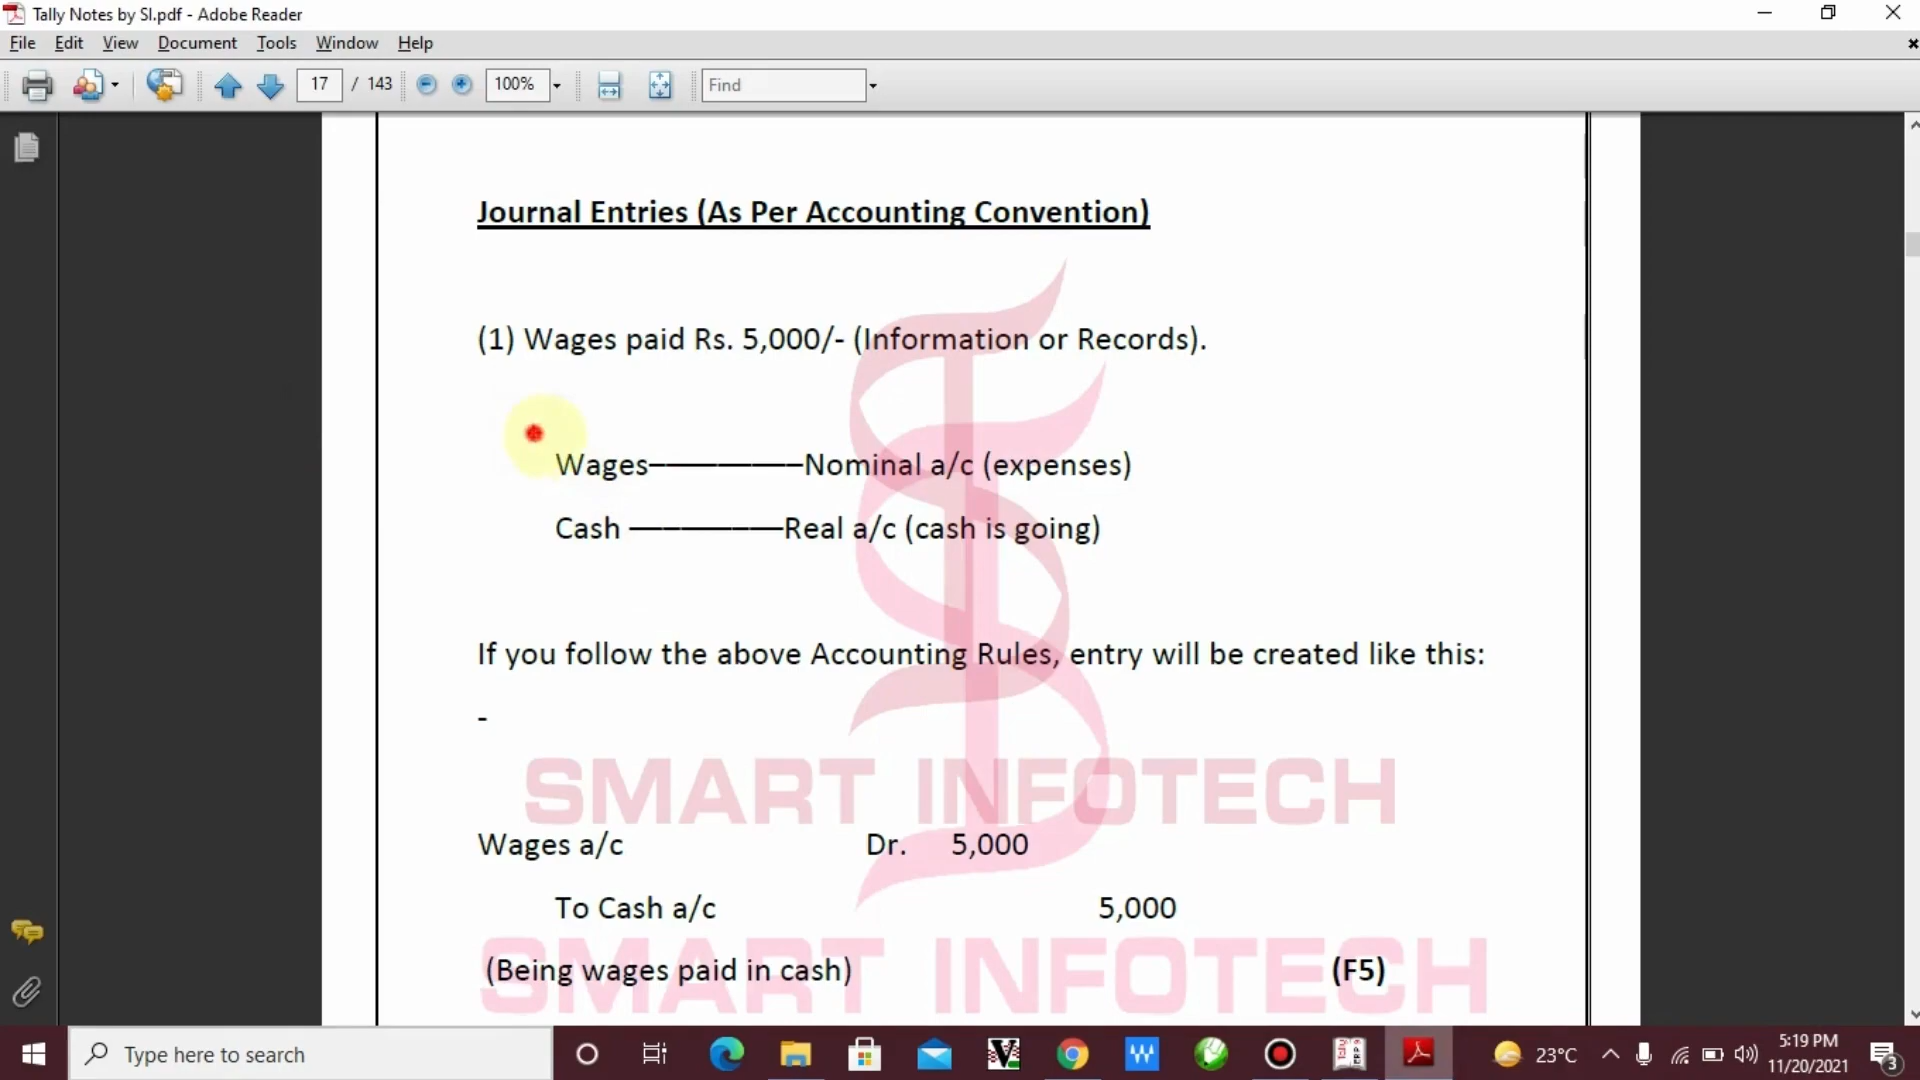 Tally Notes by SI.pdf - Adobe Reader
File Edit View Document Tools Window Help
17 / 143 100% Find
Journal Entries (As Per Accounting Convention)
(1) Wages paid Rs. 5,000/- (Information or Records).
Wages—————Nominal a/c (expenses)
Cash —————Real a/c (cash is going)
If you follow the above Accounting Rules, entry will be created like this:
-
SMART INFOTECH
Wages a/c Dr. 5,000
To Cash a/c 5,000
(Being wages paid in cash) (F5)
SMART INFOTECH
Type here to search
23°C
5:19 PM
11/20/2021
3